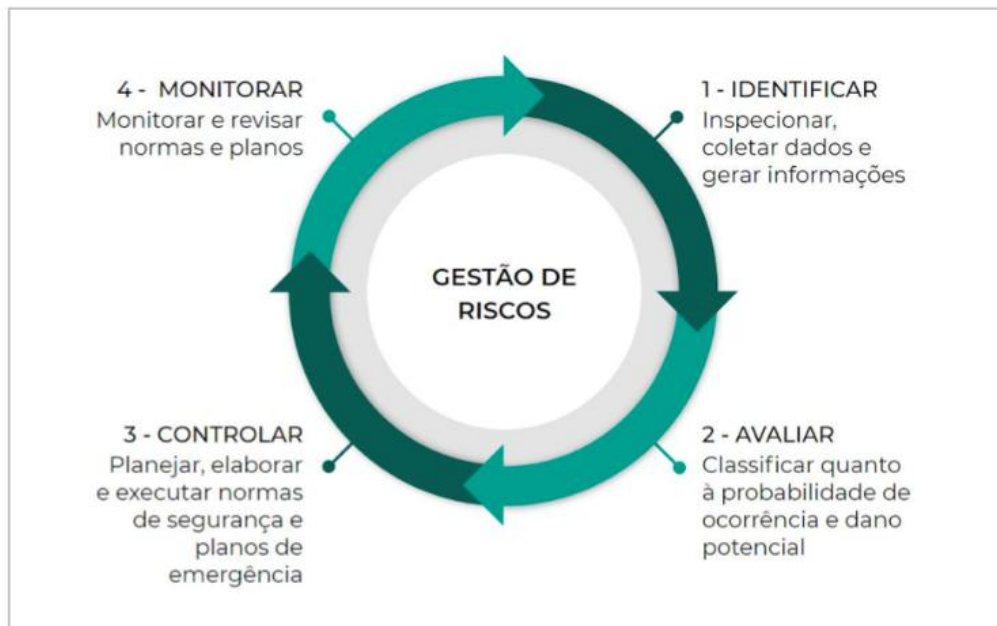 4 - MONITORAR
Monitorar e revisar
normas e planos
1 - IDENTIFICAR
Inspecionar,
coletar dados e
gerar informações
GESTÃO DE
RISCOS
3 - CONTROLAR
Planejar, elaborar
e executar normas
de segurança e
planos de
emergência
2 - AVALIAR
Classificar quanto
à probabilidade de
ocorrência e dano
potencial